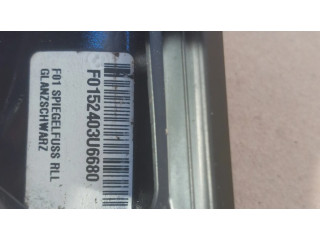 F0152403U6680
F01 SPIEGELFUSS RLL
GLANZSCHWARZ